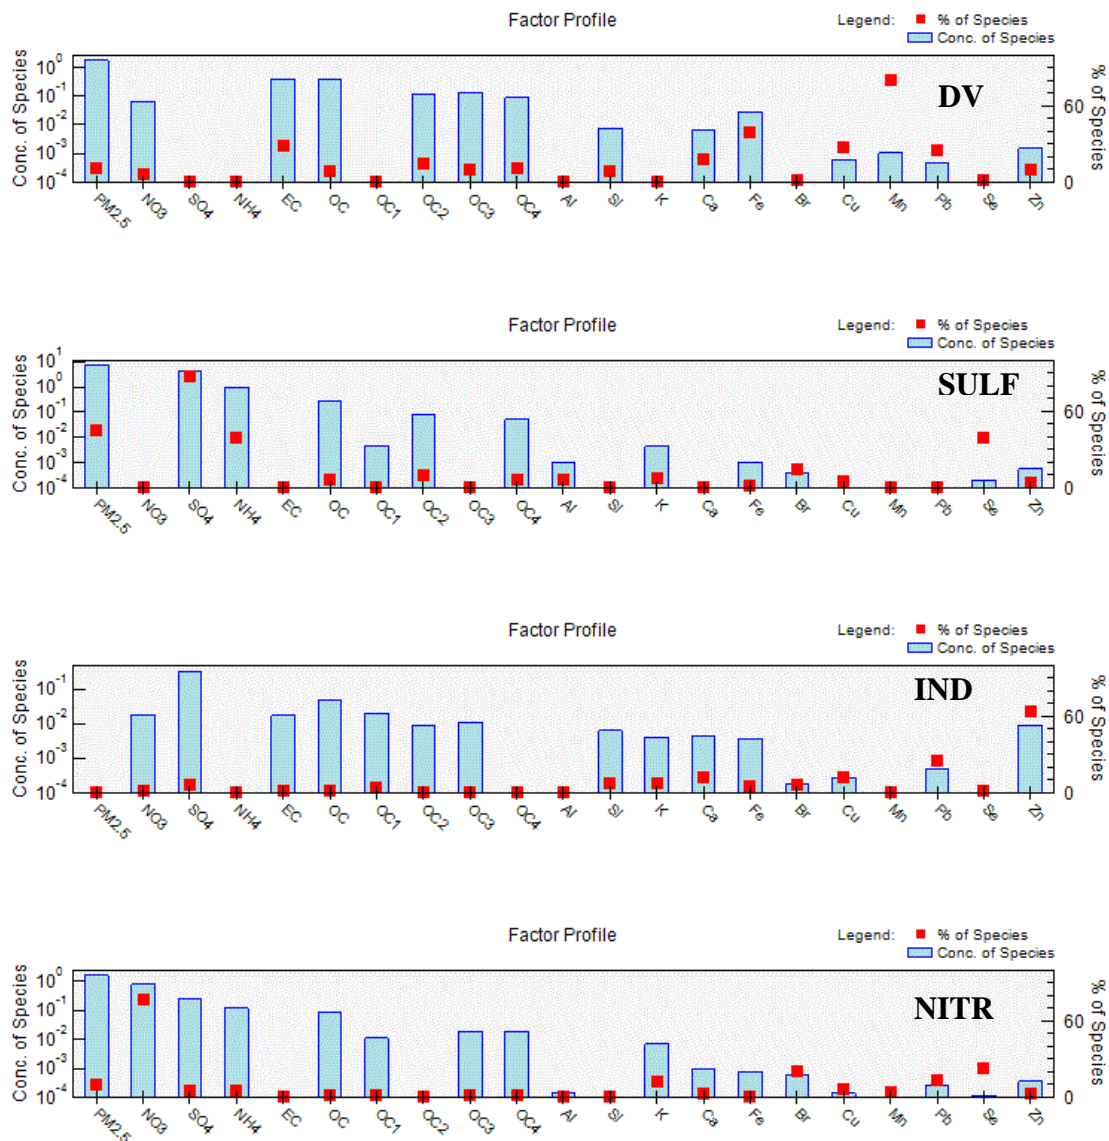 Factor Profile
Legend: % of Species
Conc. of Species
Conc. of Species
10^0
10^-1
10^-2
10^-3
10^-4
DV
60
0
% of Species
PM2.5 NO3 SO4 NH4 EC OC OC1 OC2 OC3 OC4 Al Si K Ca Fe Br Cu Mn Pb Se Zn
Factor Profile
Legend: % of Species
Conc. of Species
Conc. of Species
10^1
10^0
10^-1
10^-2
10^-3
10^-4
SULF
60
0
% of Species
PM2.5 NO3 SO4 NH4 EC OC OC1 OC2 OC3 OC4 Al Si K Ca Fe Br Cu Mn Pb Se Zn
Factor Profile
Legend: % of Species
Conc. of Species
Conc. of Species
10^-1
10^-2
10^-3
10^-4
IND
60
0
% of Species
PM2.5 NO3 SO4 NH4 EC OC OC1 OC2 OC3 OC4 Al Si K Ca Fe Br Cu Mn Pb Se Zn
Factor Profile
Legend: % of Species
Conc. of Species
Conc. of Species
10^0
10^-1
10^-2
10^-3
10^-4
NITR
60
0
% of Species
PM2.5 NO3 SO4 NH4 EC OC OC1 OC2 OC3 OC4 Al Si K Ca Fe Br Cu Mn Pb Se Zn